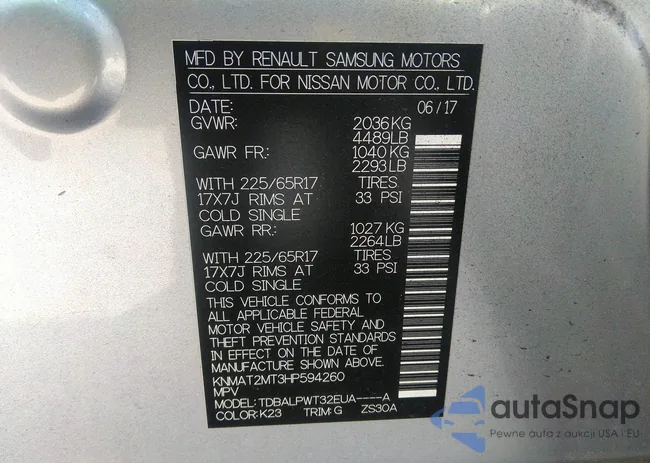 MFD BY RENAULT SAMSUNG MOTORS
CO., LTD. FOR NISSAN MOTOR CO., LTD.
DATE: 06/17
GVWR: 2036KG
4489LB
GAWR FR: 1040KG
2293LB
WITH 225/65R17 TIRES
17X7J RIMS AT 33 PSI
COLD SINGLE
GAWR RR: 1027KG
2264LB
WITH 225/65R17 TIRES
17X7J RIMS AT 33 PSI
COLD SINGLE
THIS VEHICLE CONFORMS TO
ALL APPLICABLE FEDERAL
MOTOR VEHICLE SAFETY AND
THEFT PREVENTION STANDARDS
IN EFFECT ON THE DATE OF
MANUFACTURE SHOWN ABOVE.
KNMAT2MT3HP594260
MPV
MODEL: TDBALPWT32EUA----A
COLOR: K23 TRIM: G ZS30A
autoSnap
Pewne auta z aukcji USA i EU